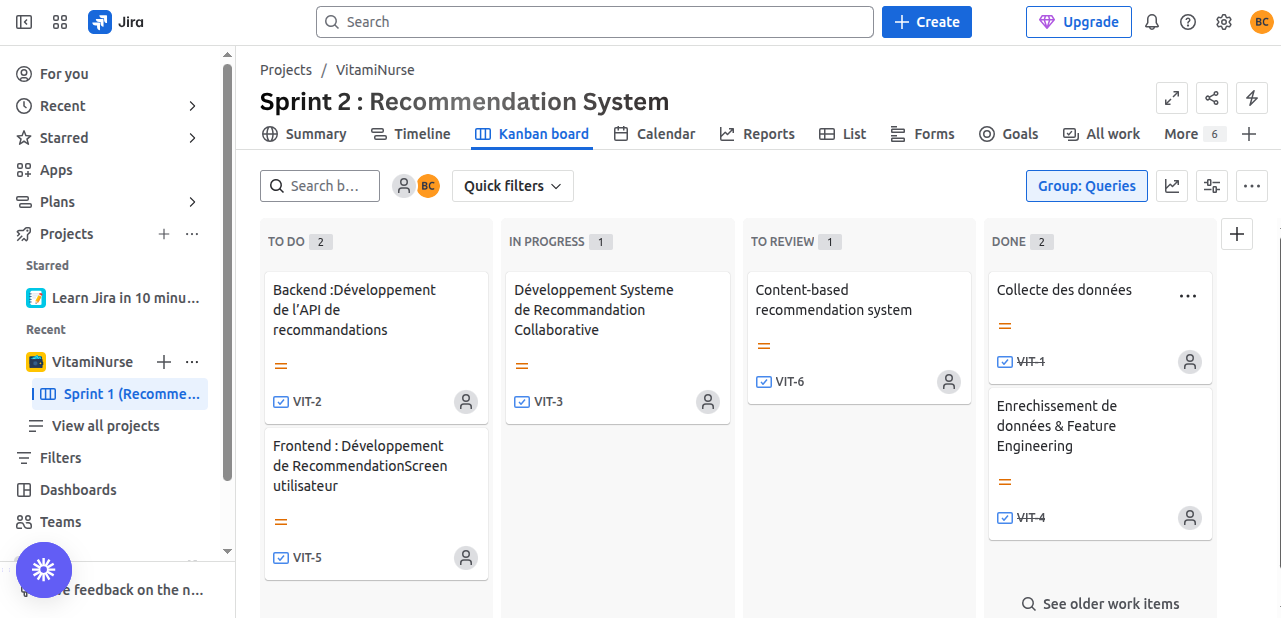 Jira
Search
Create
Upgrade
BC
For you
Recent
Starred
Apps
Plans
Projects
Starred
Learn Jira in 10 minu...
Recent
VitamiNurse
Sprint 1 (Recomme...
View all projects
Filters
Dashboards
Teams
feedback on the n...
Projects / VitamiNurse
Sprint 2 : Recommendation System
Summary Timeline Kanban board Calendar Reports List Forms Goals All work More 6
Search b... BC Quick filters Group: Queries
TO DO 2
Backend :Développement
de l’API de
recommandations
VIT-2
Frontend : Développement
de RecommendationScreen
utilisateur
VIT-5
IN PROGRESS 1
Développement Systeme
de Recommandation
Collaborative
VIT-3
TO REVIEW 1
Content-based
recommendation system
VIT-6
DONE 2
Collecte des données
VIT-1
Enrechissement de
données & Feature
Engineering
VIT-4
See older work items